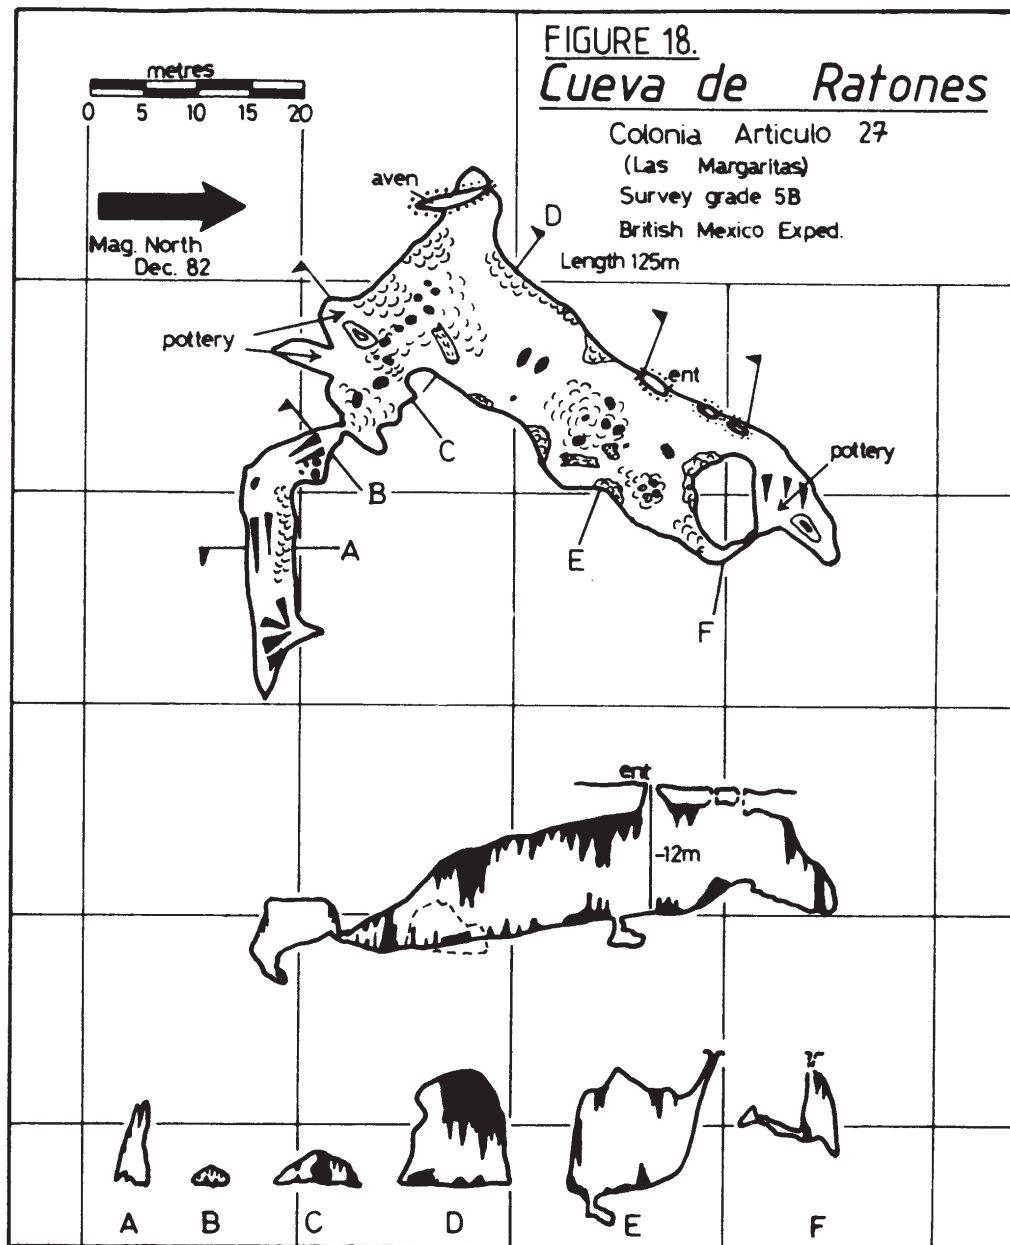 FIGURE 18.
Cueva de Ratones
Colonia Articulo 27
(Las Margaritas)
Survey grade 5B
British Mexico Exped.
Length 125m
metres
0 5 10 15 20
Mag. North
Dec. 82
aven
D
pottery
ent
C
pottery
B
A
E
F
ent
-12m
A B C D E F